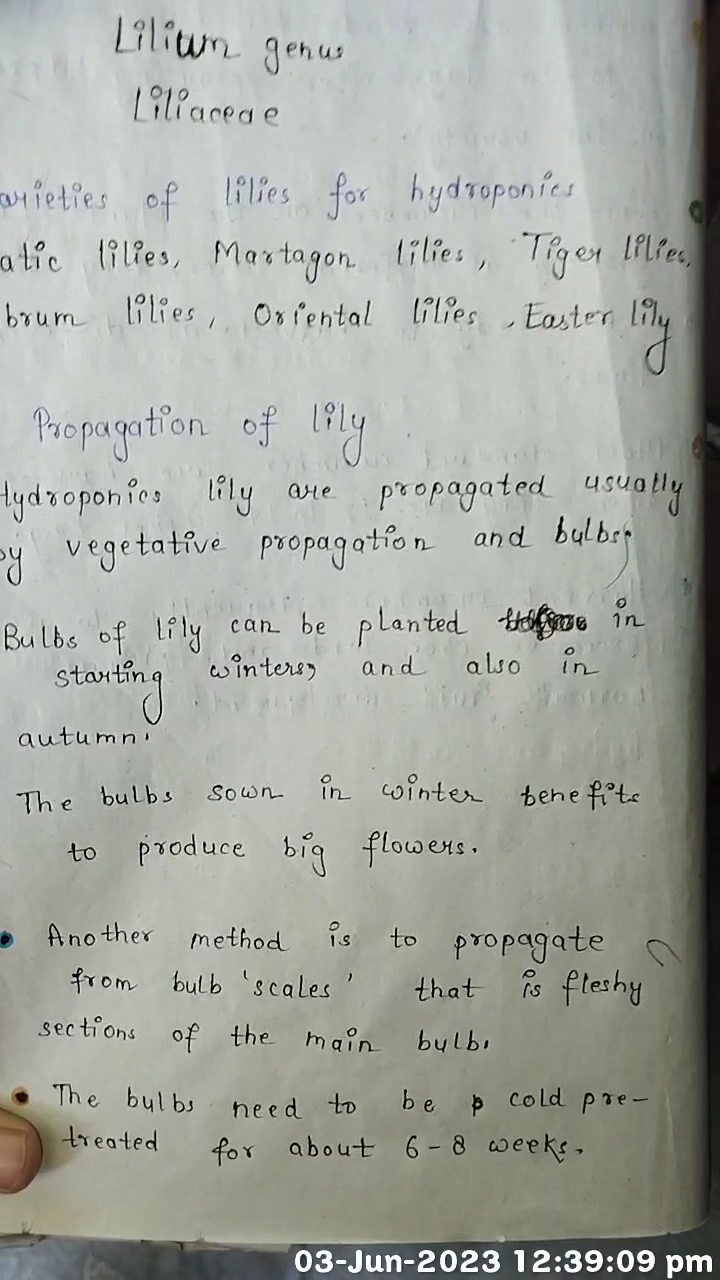 Lilium genus
Liliaceae
arieties of lilies for hydroponics
atic lilies, Martagon lilies, Tiger lilies,
brum lilies, Oriental lilies, Easter lily
Propagation of lily
Hydroponics lily are propagated usually
by vegetative propagation and bulbs,
Bulbs of lily can be planted in
starting winters, and also in
autumn.
The bulbs sown in winter benefits
to produce big flowers.
• Another method is to propagate
from bulb 'scales' that is fleshy
sections of the main bulb.
• The bulbs need to be cold pre-
treated for about 6-8 weeks.
03-Jun-2023 12:39:09 pm